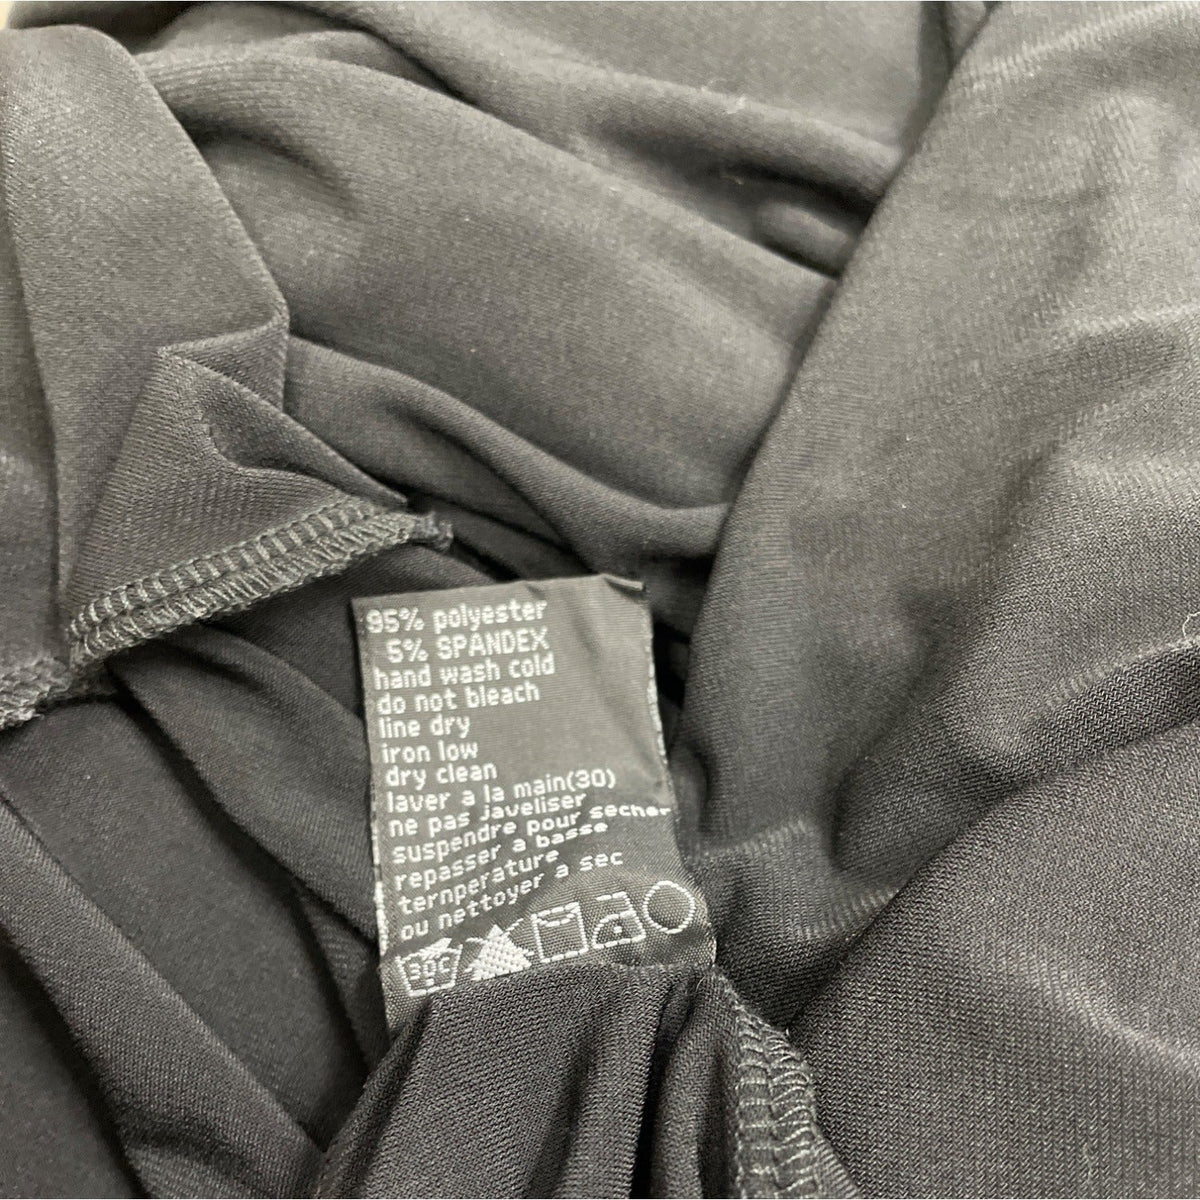 95% polyester
5% SPANDEX
hand wash cold
do not bleach
line dry
iron low
dry clean
laver a la main(30)
ne pas javeliser
suspendre pour secher
repasser a basse
ternperature
ou nettoyer a sec
30C